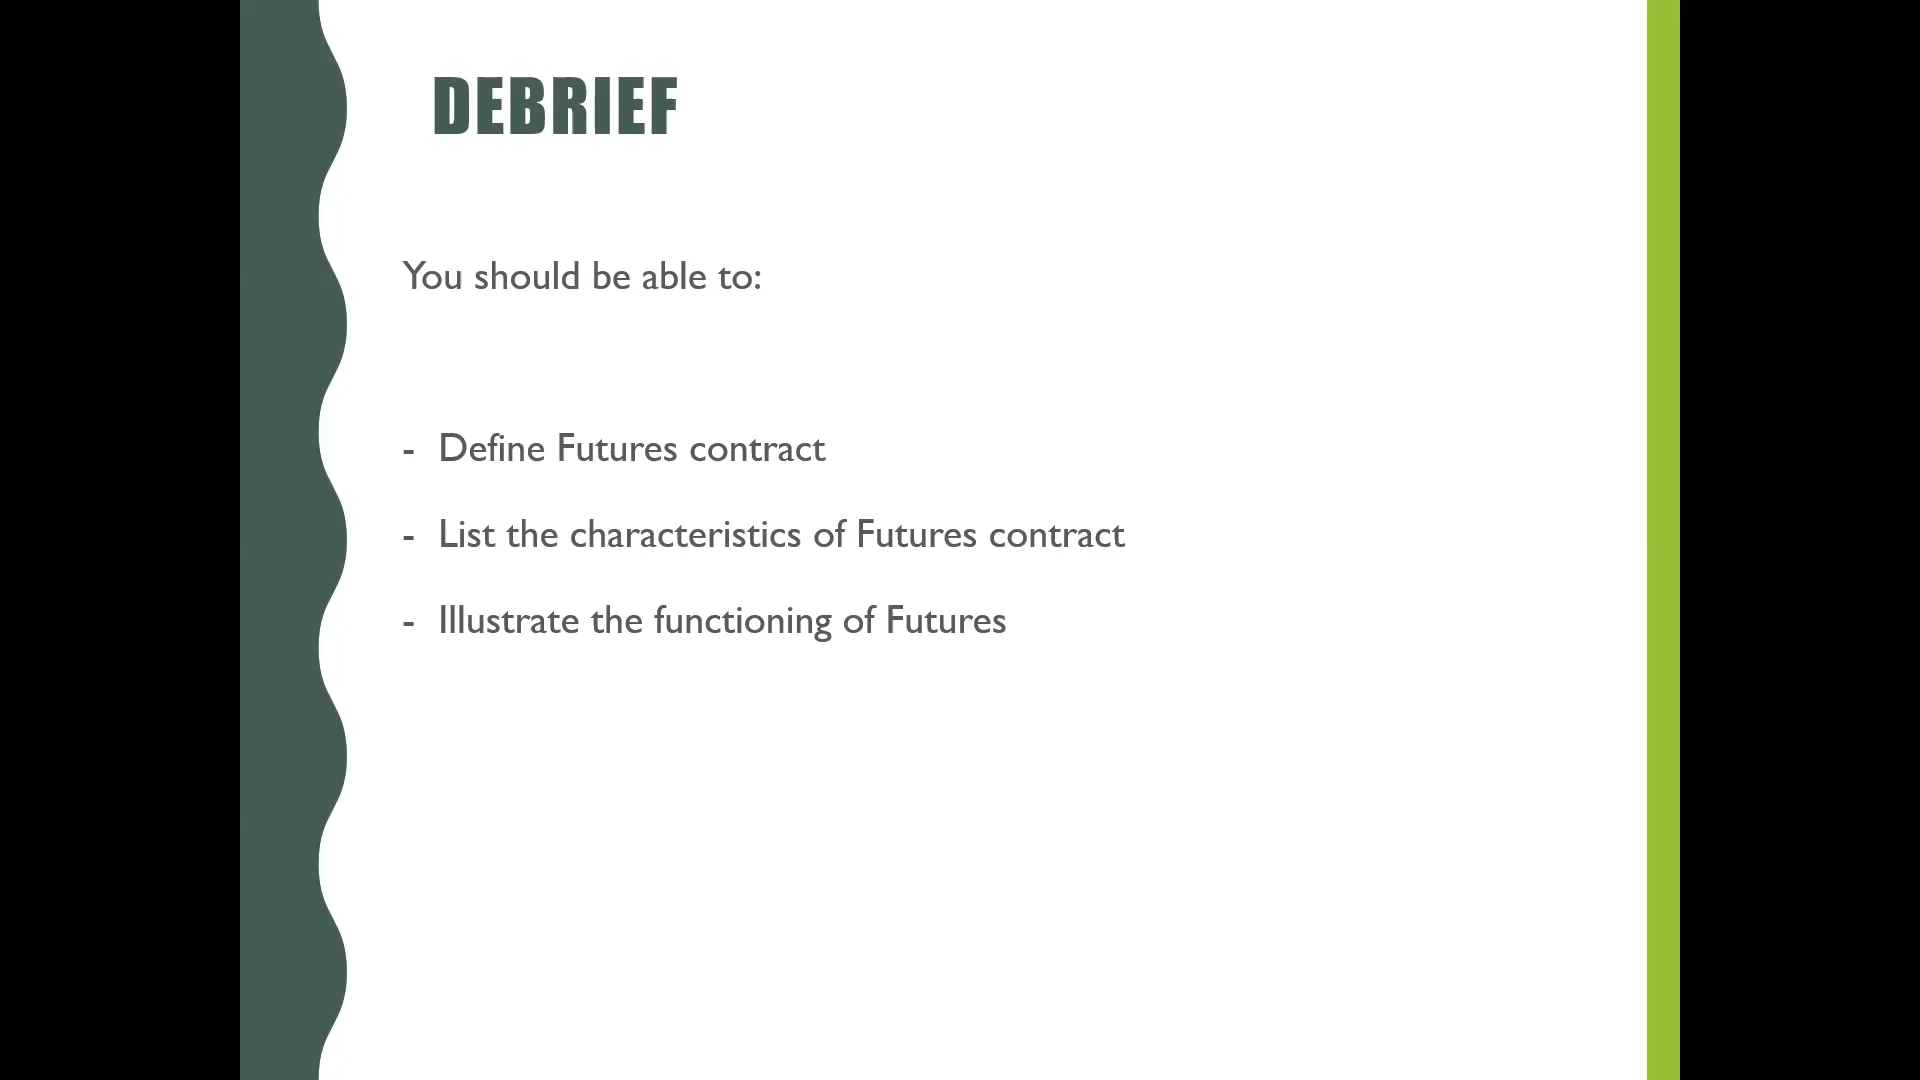 DEBRIEF
You should be able to:
- Define Futures contract
- List the characteristics of Futures contract
- Illustrate the functioning of Futures